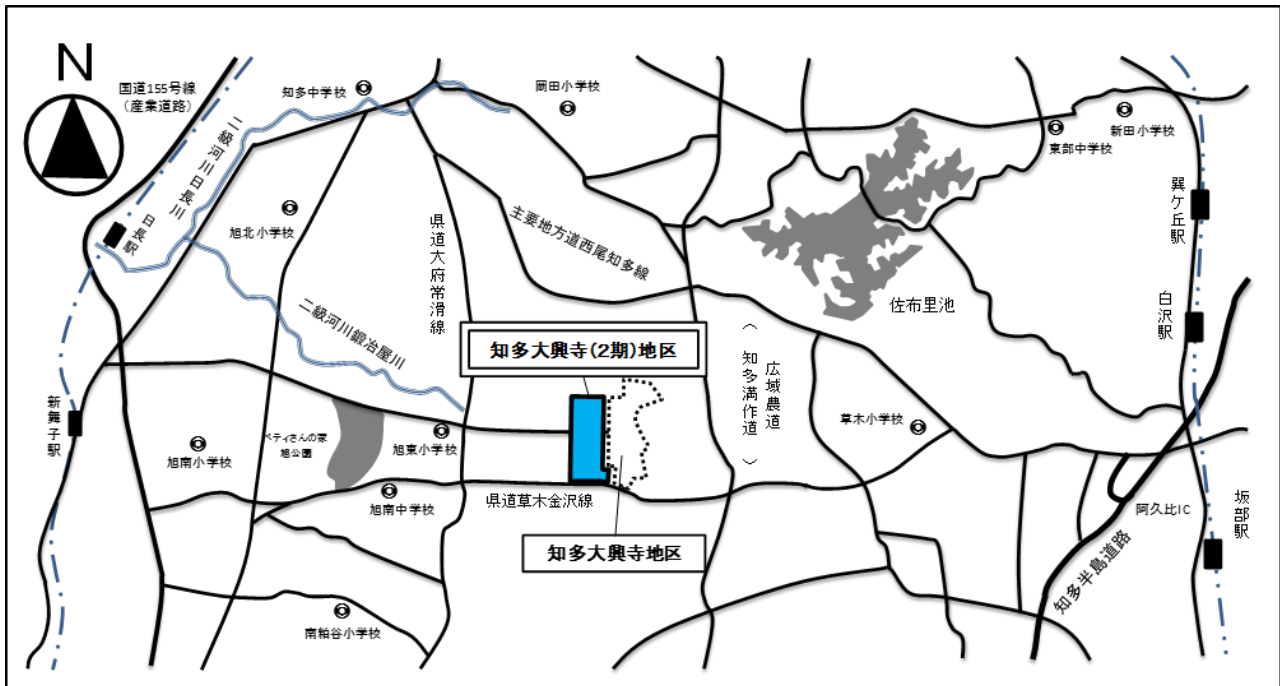 N
国道155号線
（産業道路）
知多中学校
岡田小学校
新田小学校
東部中学校
二級河川日長川
日長駅
旭北小学校
県道大府常滑線
主要地方道西尾知多線
巽ケ丘駅
佐布里池
白沢駅
二級河川鍛冶屋川
知多大興寺(2期)地区
広域農道
（知多満作道）
新舞子駅
旭南小学校
ペティさんの家
旭公園
旭東小学校
草木小学校
旭南中学校
県道草木金沢線
知多大興寺地区
阿久比IC
坂部駅
知多半島道路
南粕谷小学校